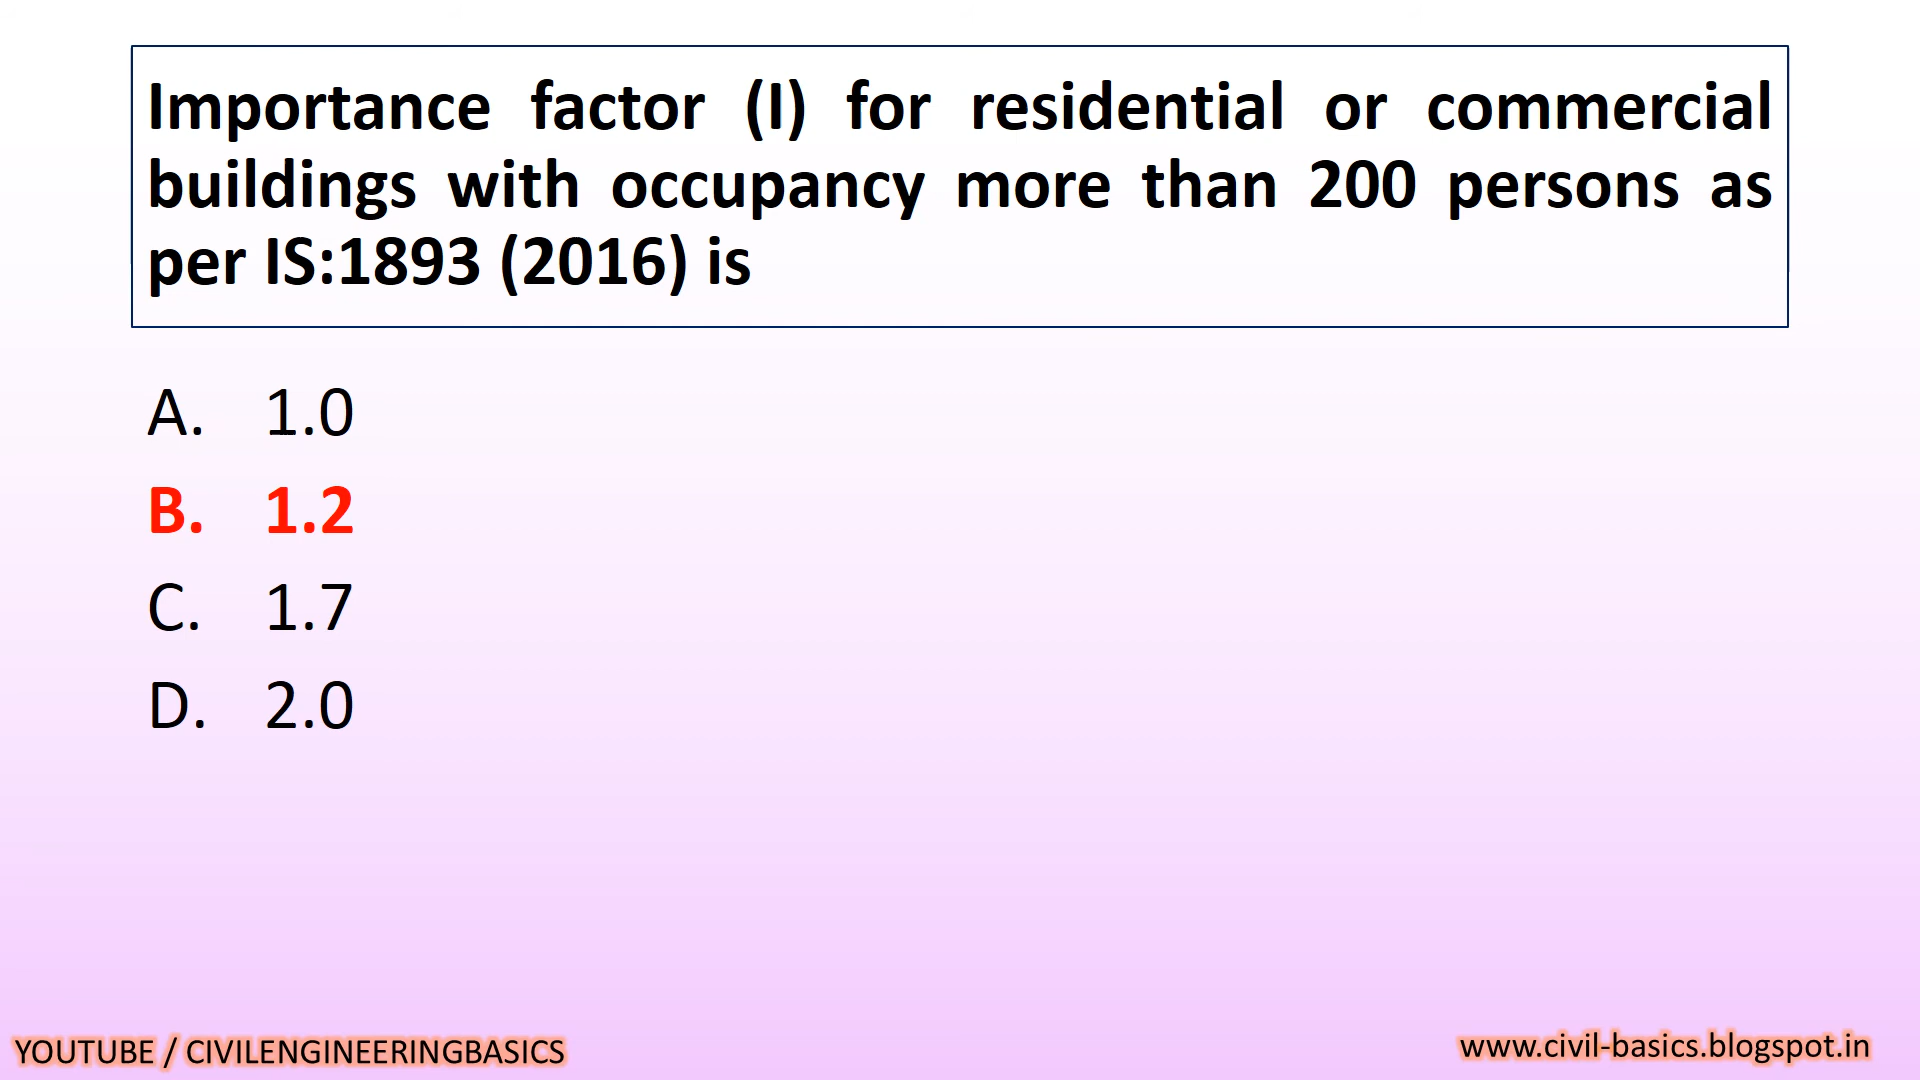 Importance factor (I) for residential or commercial
buildings with occupancy more than 200 persons as
per IS:1893 (2016) is
A. 1.0
B. 1.2
C. 1.7
D. 2.0
YOUTUBE / CIVILENGINEERINGBASICS
www.civil-basics.blogspot.in